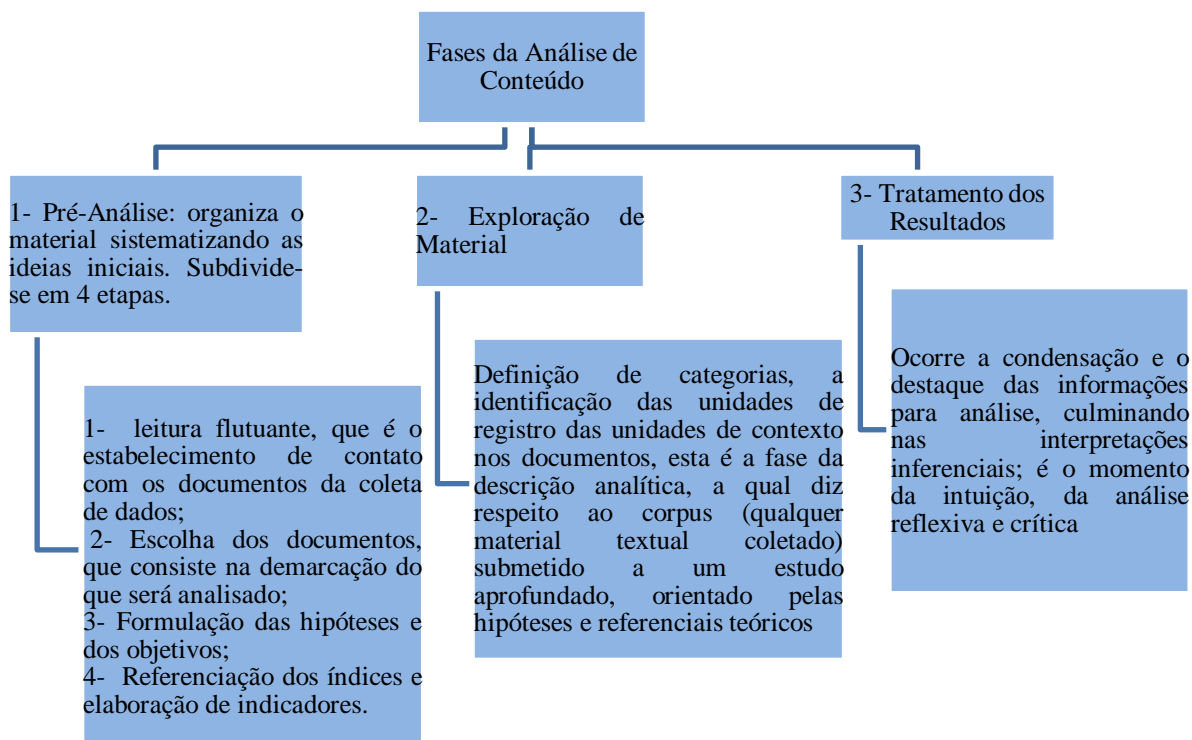 Fases da Análise de
Conteúdo
1- Pré-Análise: organiza o
material sistematizando as
ideias iniciais. Subdivide-
se em 4 etapas.
1- leitura flutuante, que é o
estabelecimento de contato
com os documentos da coleta
de dados;
2- Escolha dos documentos,
que consiste na demarcação do
que será analisado;
3- Formulação das hipóteses e
dos objetivos;
4- Referenciação dos índices e
elaboração de indicadores.
2- Exploração de
Material
Definição de categorias, a
identificação das unidades de
registro das unidades de contexto
nos documentos, esta é a fase da
descrição analítica, a qual diz
respeito ao corpus (qualquer
material textual coletado)
submetido a um estudo
aprofundado, orientado pelas
hipóteses e referenciais teóricos
3- Tratamento dos
Resultados
Ocorre a condensação e o
destaque das informações
para análise, culminando
nas interpretações
inferenciais; é o momento
da intuição, da análise
reflexiva e crítica